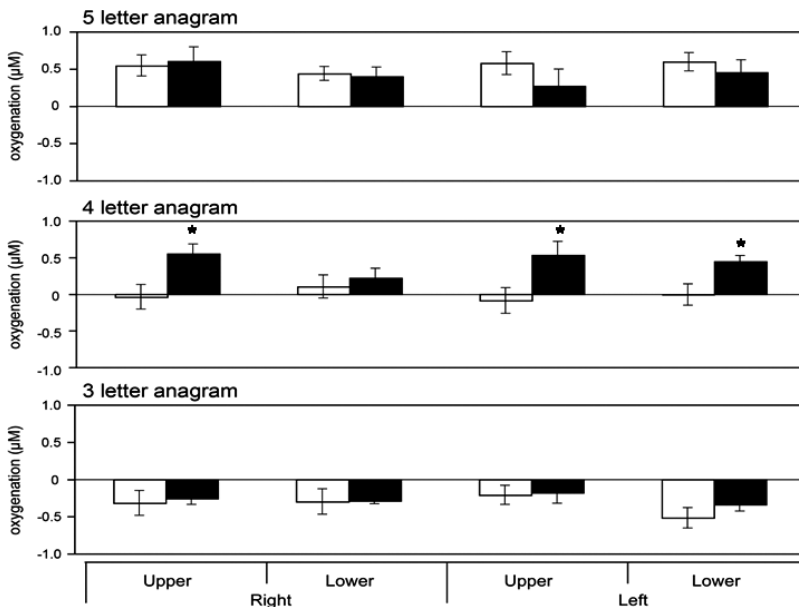 5 letter anagram
oxygenation (µM)
1.0
0.5
0
-0.5
-1.0
4 letter anagram
oxygenation (µM)
1.0
*
*
*
0.5
0
-0.5
-1.0
3 letter anagram
oxygenation (µM)
1.0
0.5
0
-0.5
-1.0
Upper Lower Upper Lower
Right Left